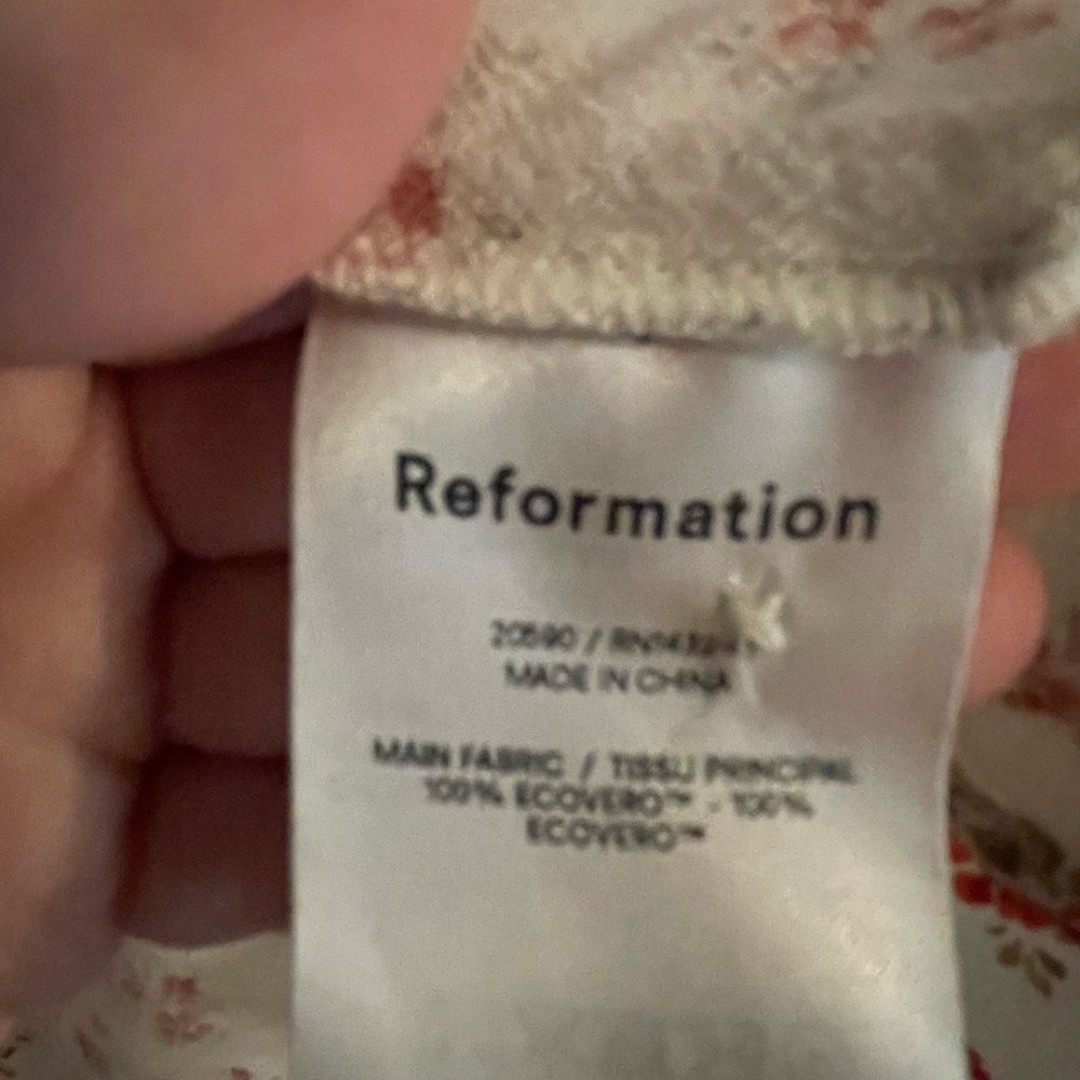 Reformation
/
MADE IN CHINA
MAIN FABRIC / TISSU PRINCIPAL
100% ECOVERO™ - 100%
ECOVERO™